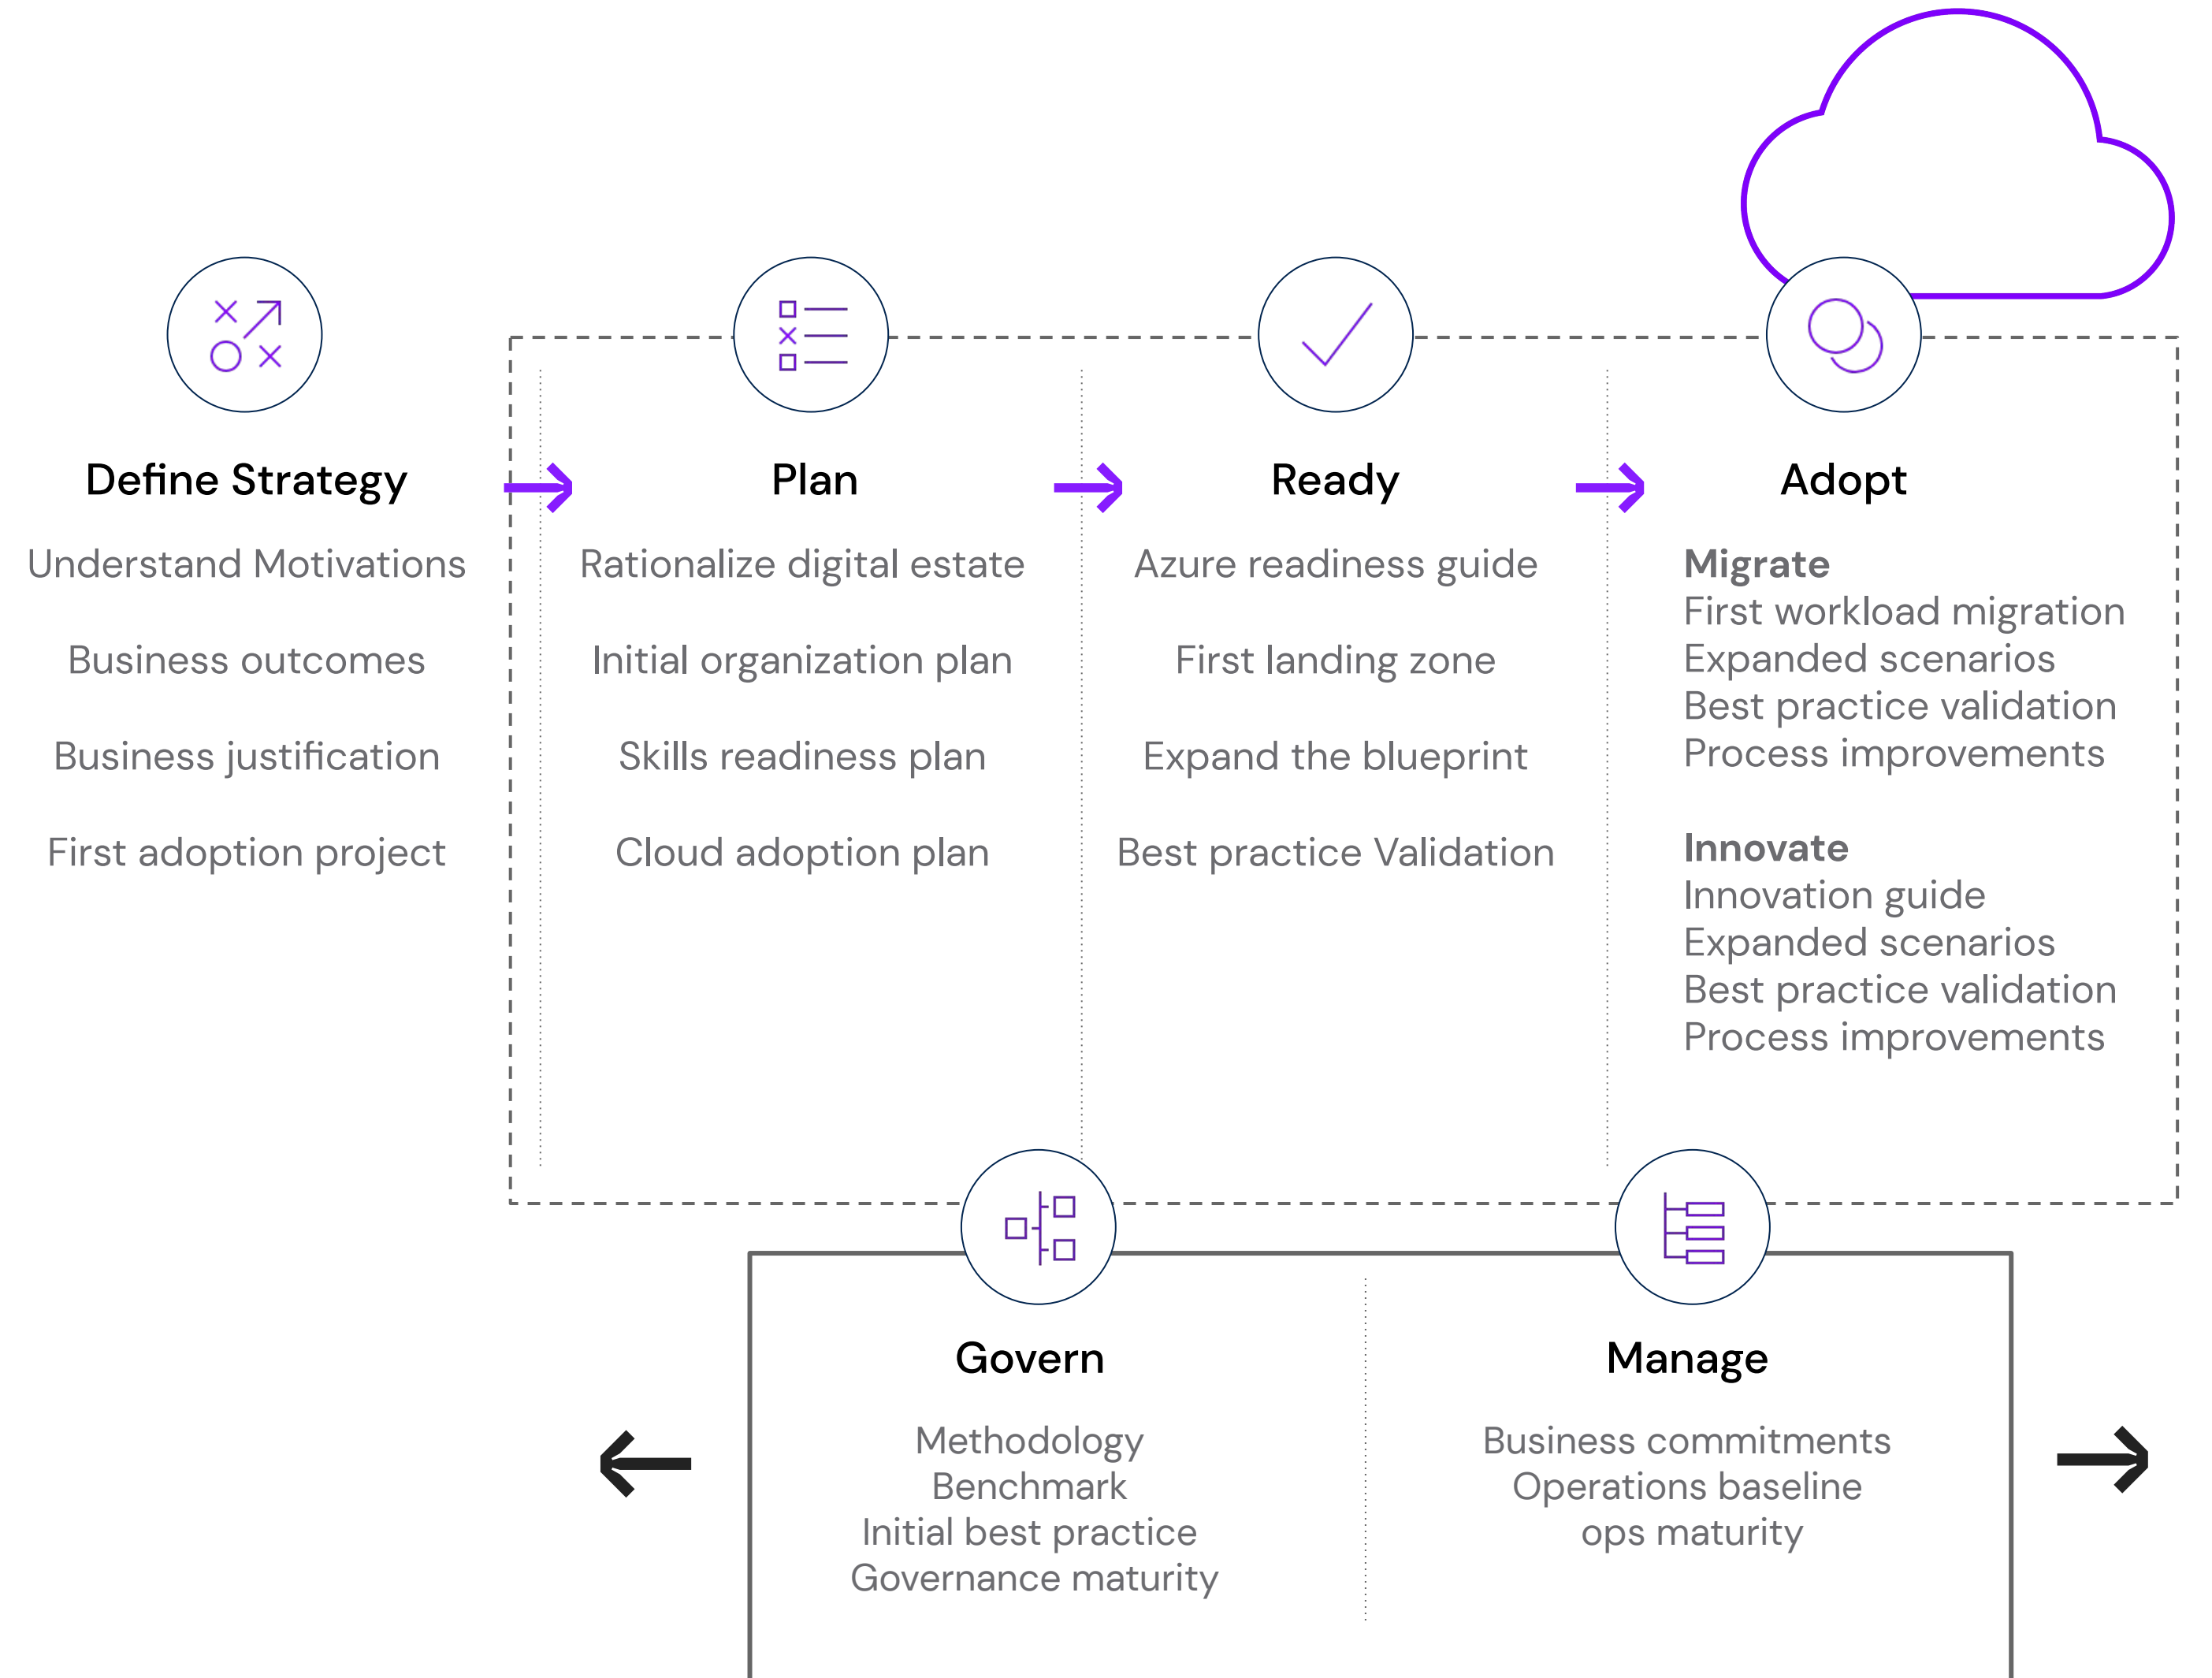 Define Strategy
Understand Motivations
Business outcomes
Business justification
First adoption project
Plan
Rationalize digital estate
Initial organization plan
Skills readiness plan
Cloud adoption plan
Ready
Azure readiness guide
First landing zone
Expand the blueprint
Best practice Validation
Adopt
Migrate
First workload migration
Expanded scenarios
Best practice validation
Process improvements
Innovate
Innovation guide
Expanded scenarios
Best practice validation
Process improvements
Govern
Methodology
Benchmark
Initial best practice
Governance maturity
Manage
Business commitments
Operations baseline
ops maturity